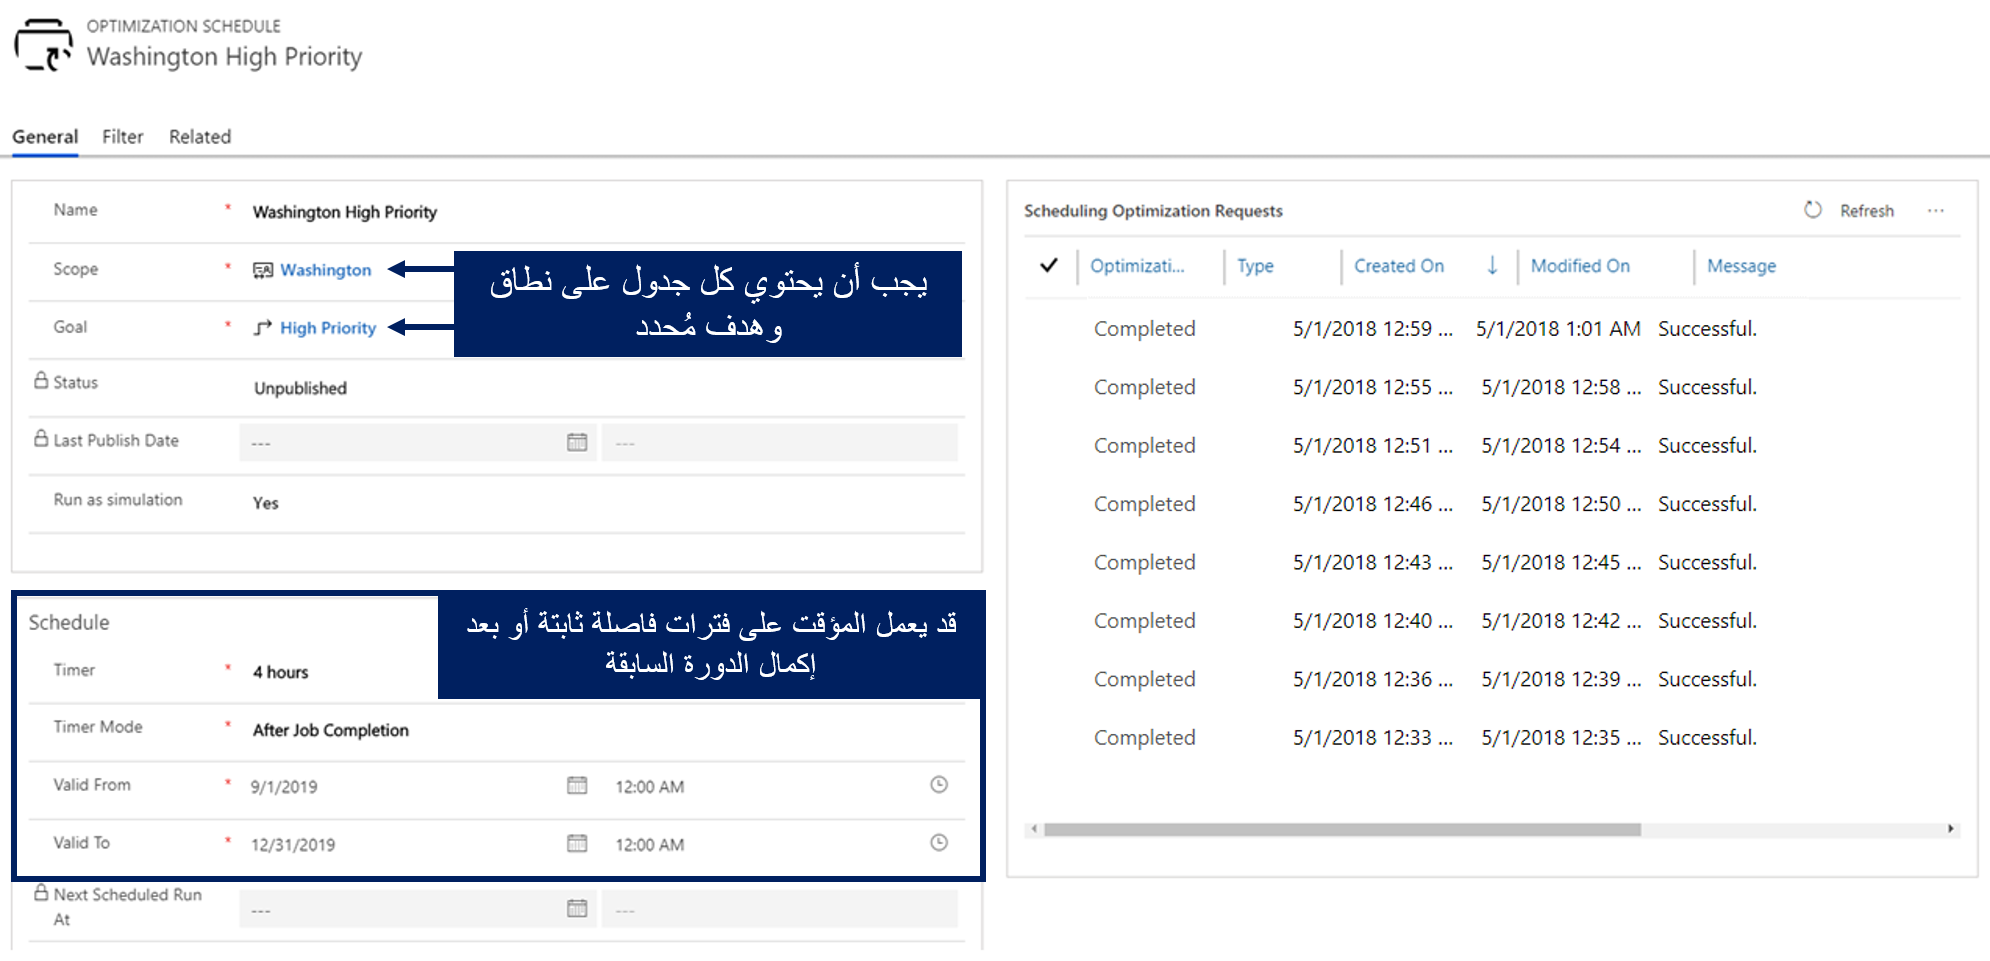 OPTIMIZATION SCHEDULE
Washington High Priority
General Filter Related
Name * Washington High Priority
Scope * Washington
Goal * High Priority
يجب أن يحتوي كل جدول على نطاق
وهدف مُحدد
Status Unpublished
Last Publish Date --- ---
Run as simulation Yes
Schedule
قد يعمل المؤقت على فترات فاصلة ثابتة أو بعد
إكمال الدورة السابقة
Timer * 4 hours
Timer Mode * After Job Completion
Valid From * 9/1/2019 12:00 AM
Valid To * 12/31/2019 12:00 AM
Next Scheduled Run
At --- ---
Scheduling Optimization Requests Refresh ...
Optimizati... Type Created On ↓ Modified On Message
Completed 5/1/2018 12:59 ... 5/1/2018 1:01 AM Successful.
Completed 5/1/2018 12:55 ... 5/1/2018 12:58 ... Successful.
Completed 5/1/2018 12:51 ... 5/1/2018 12:54 ... Successful.
Completed 5/1/2018 12:46 ... 5/1/2018 12:50 ... Successful.
Completed 5/1/2018 12:43 ... 5/1/2018 12:45 ... Successful.
Completed 5/1/2018 12:40 ... 5/1/2018 12:42 ... Successful.
Completed 5/1/2018 12:36 ... 5/1/2018 12:39 ... Successful.
Completed 5/1/2018 12:33 ... 5/1/2018 12:35 ... Successful.